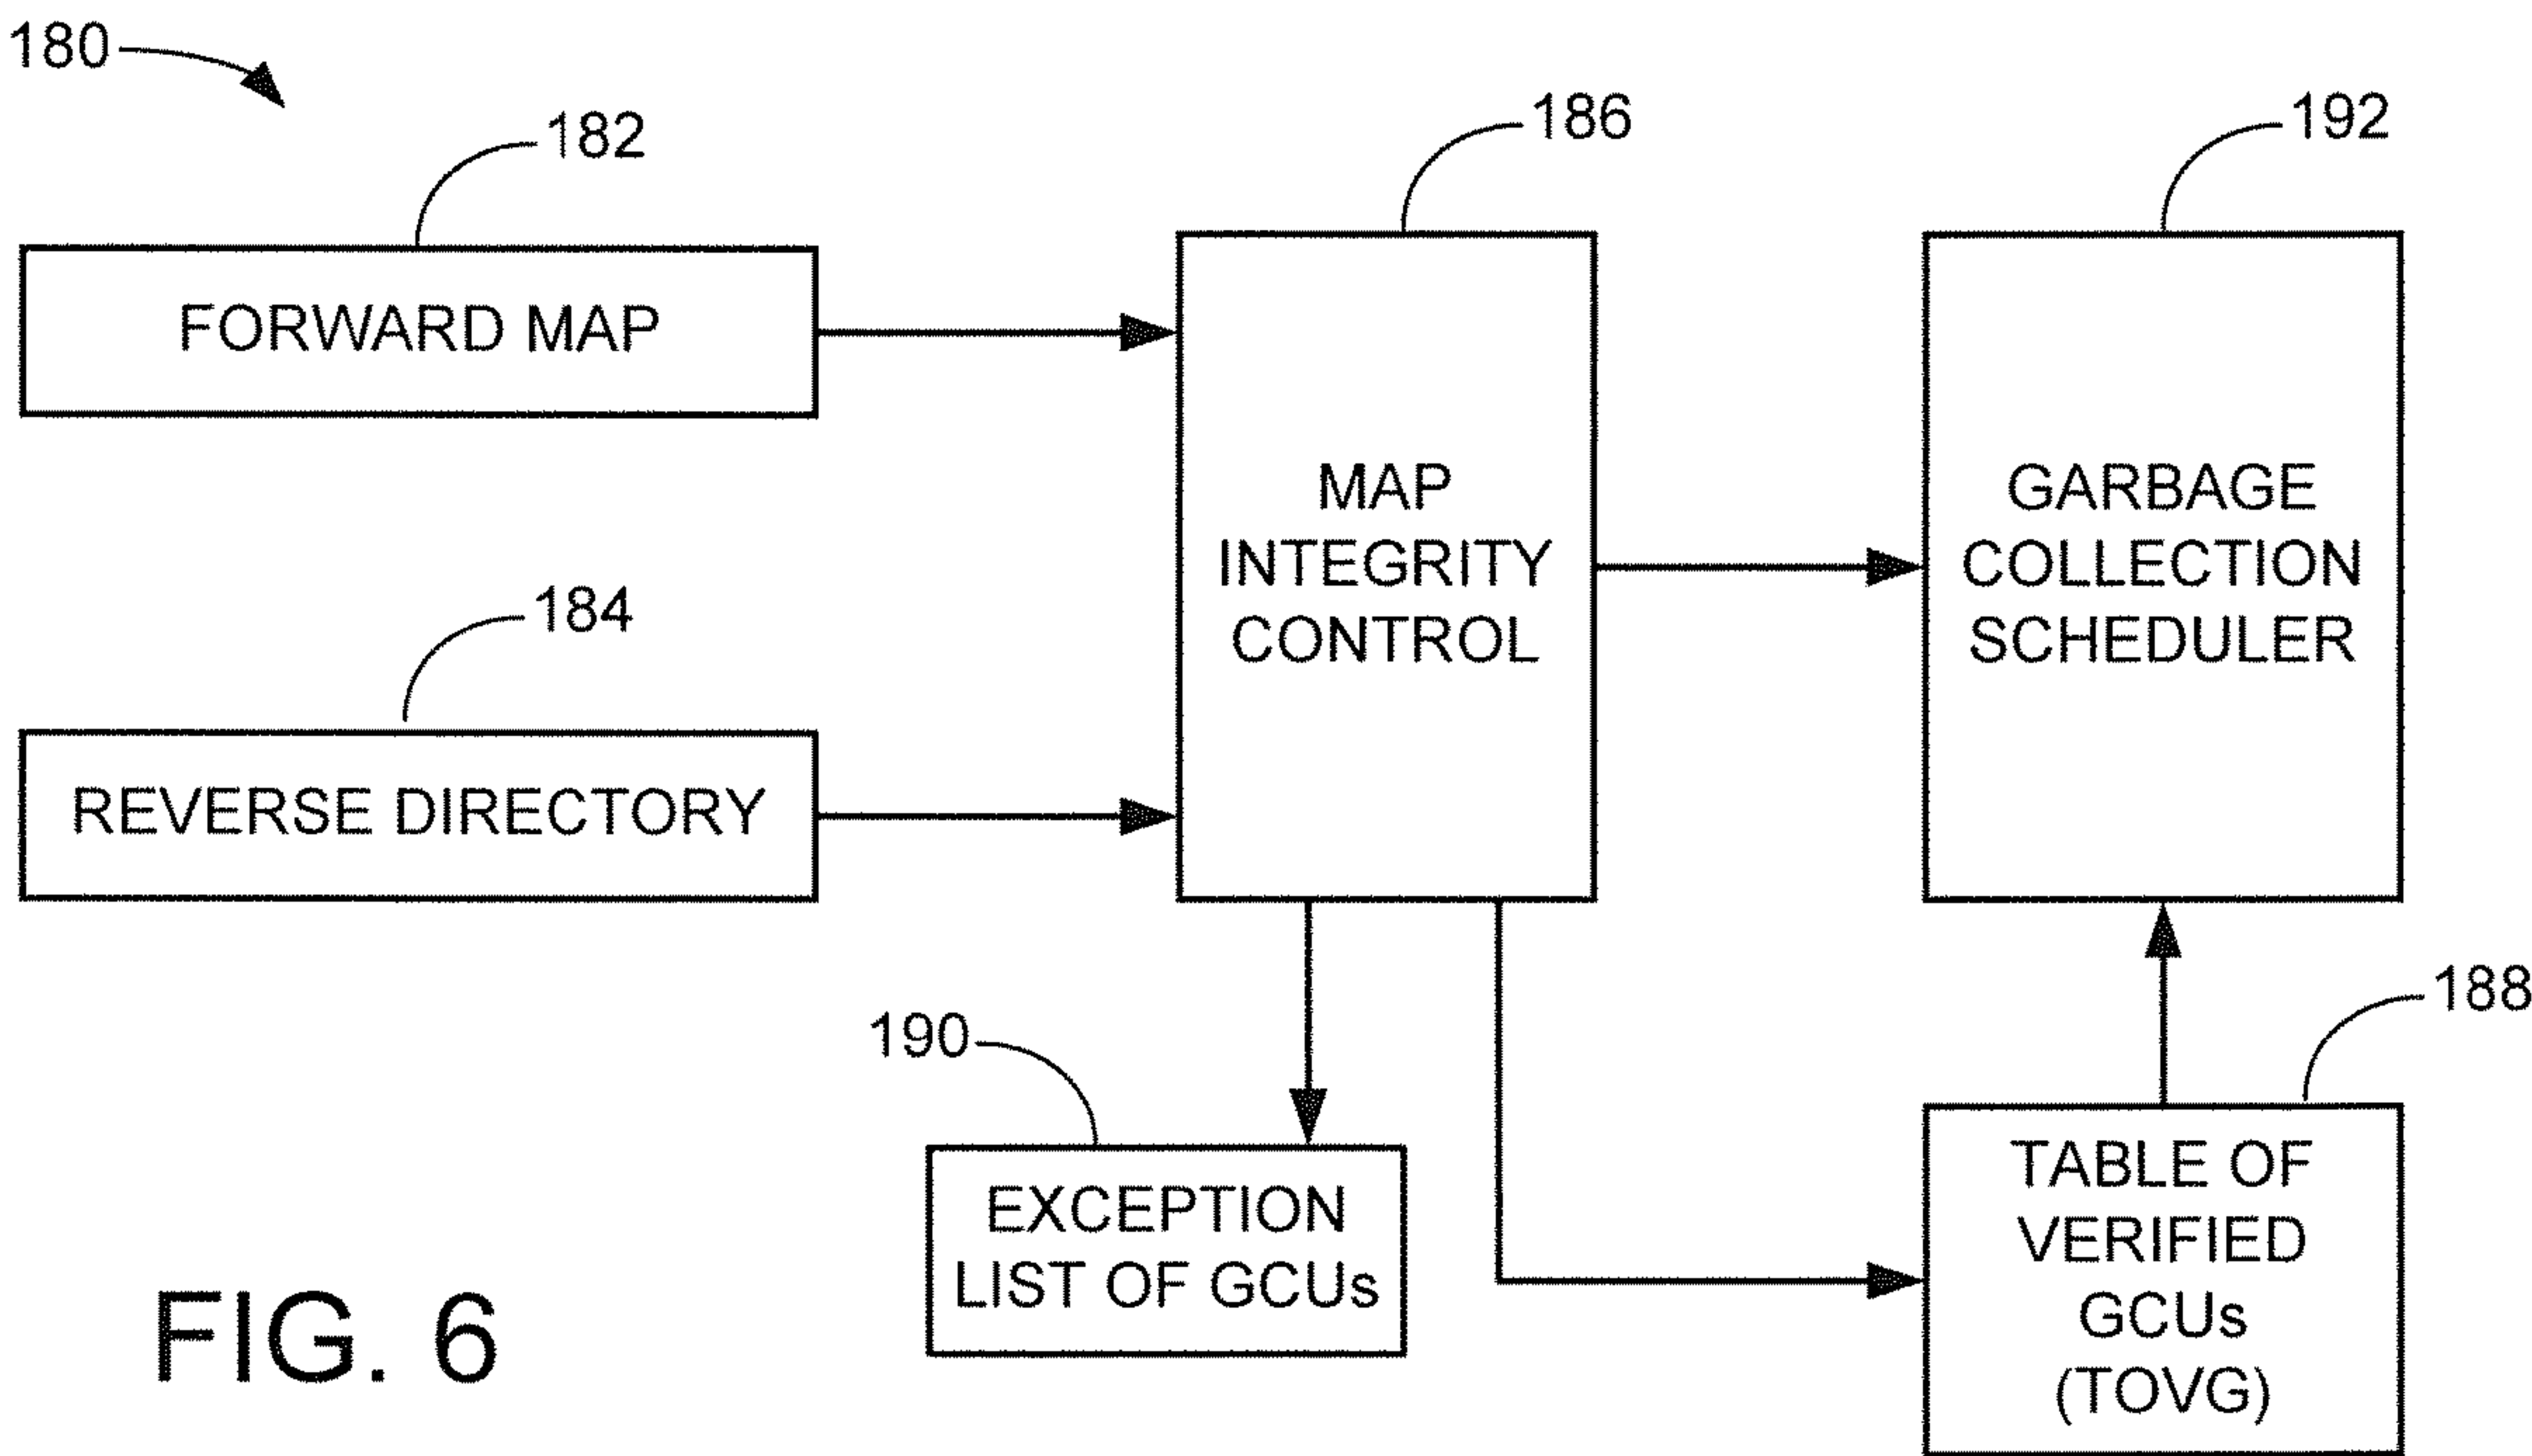 180
182
186
192
FORWARD MAP
MAP
INTEGRITY
CONTROL
GARBAGE
COLLECTION
SCHEDULER
184
REVERSE DIRECTORY
190
188
EXCEPTION
LIST OF GCUs
TABLE OF
VERIFIED
GCUs
(TOVG)
FIG. 6